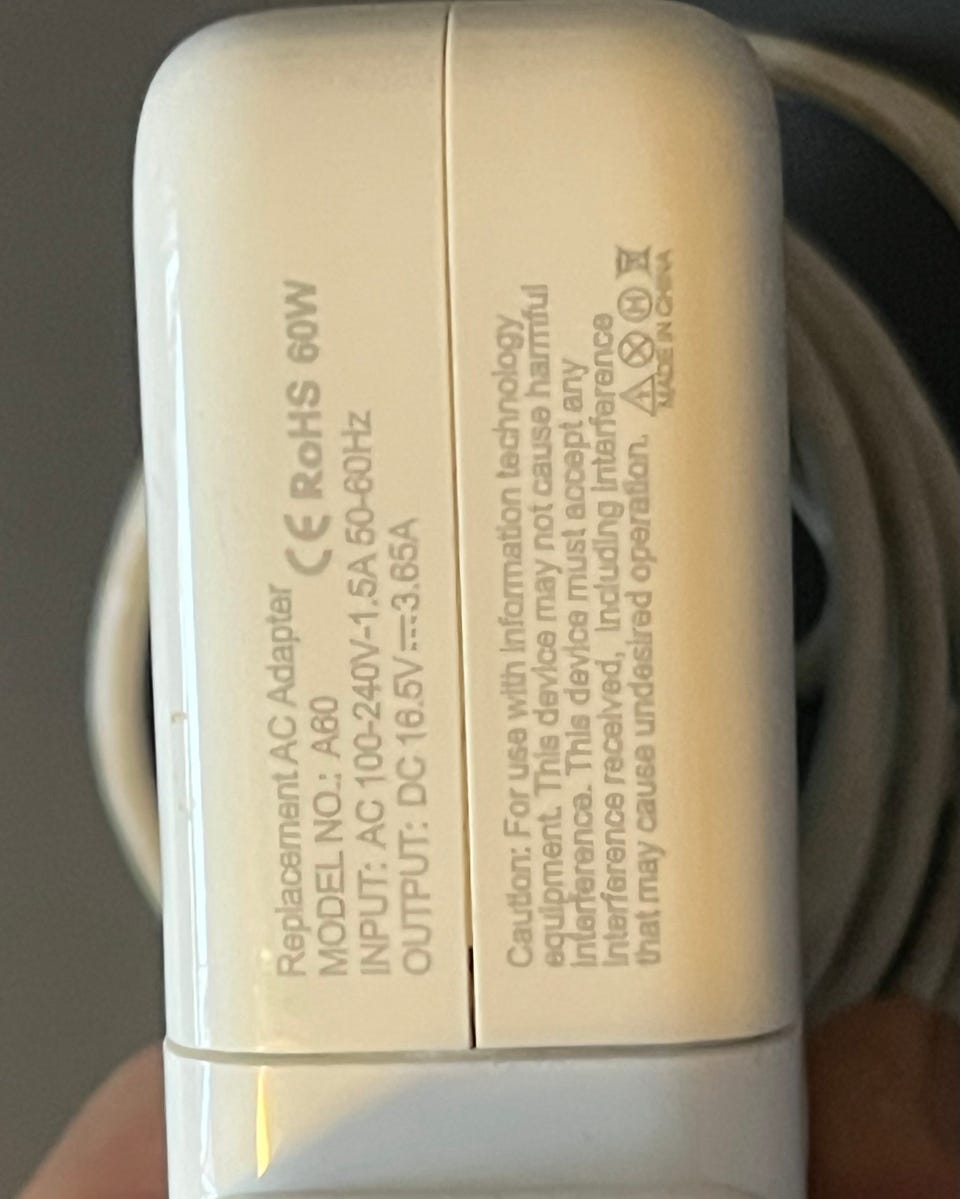 Replacement AC Adapter
MODEL NO.: A60 CE RoHS 60W
INPUT: AC 100-240V-1.5A 50-60Hz
OUTPUT: DC 16.5V⎓3.65A
Caution: For use with information technology
equipment. This device may not cause harmful
interference. This device must accept any
interference received, including interference
that may cause undesired operation.
MADE IN CHINA